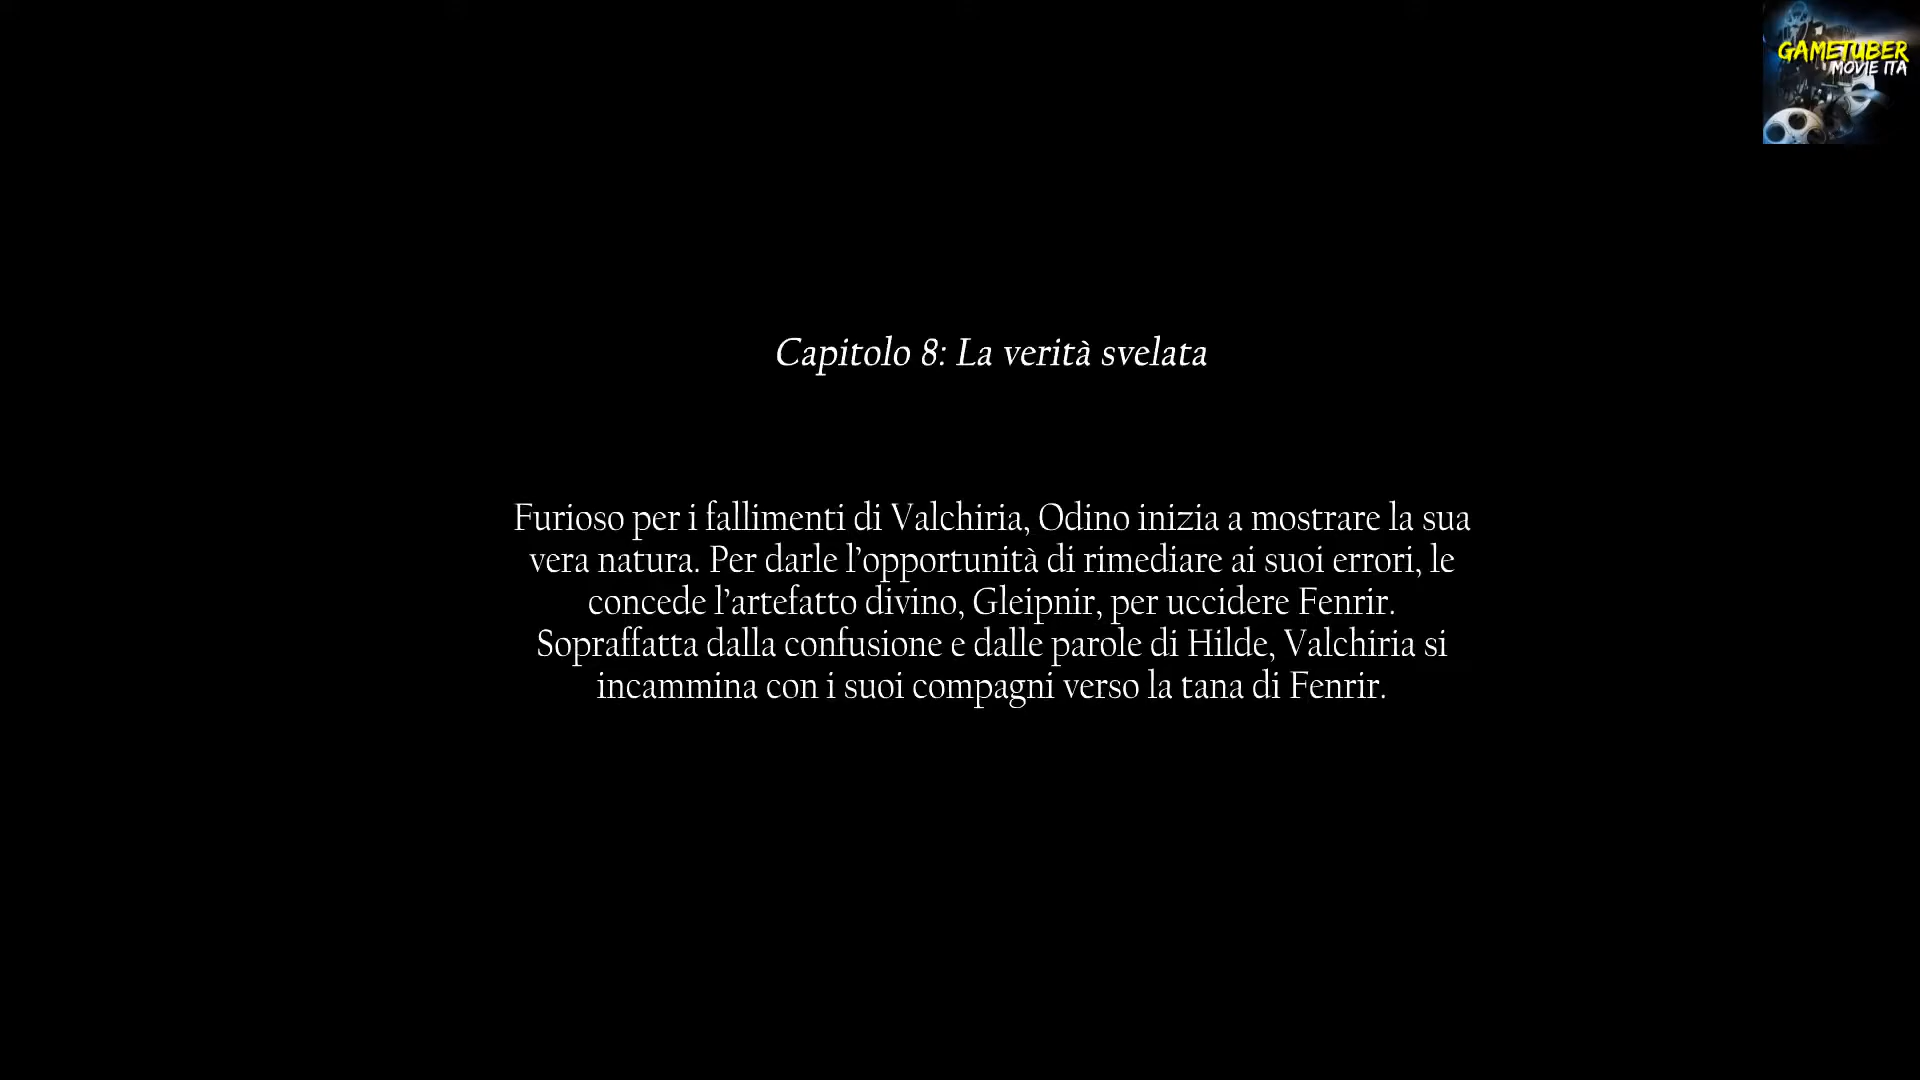 GAMETUBER
MOVIE ITA
Capitolo 8: La verità svelata
Furioso per i fallimenti di Valchiria, Odino inizia a mostrare la sua
vera natura. Per darle l’opportunità di rimediare ai suoi errori, le
concede l’artefatto divino, Gleipnir, per uccidere Fenrir.
Sopraffatta dalla confusione e dalle parole di Hilde, Valchiria si
incammina con i suoi compagni verso la tana di Fenrir.